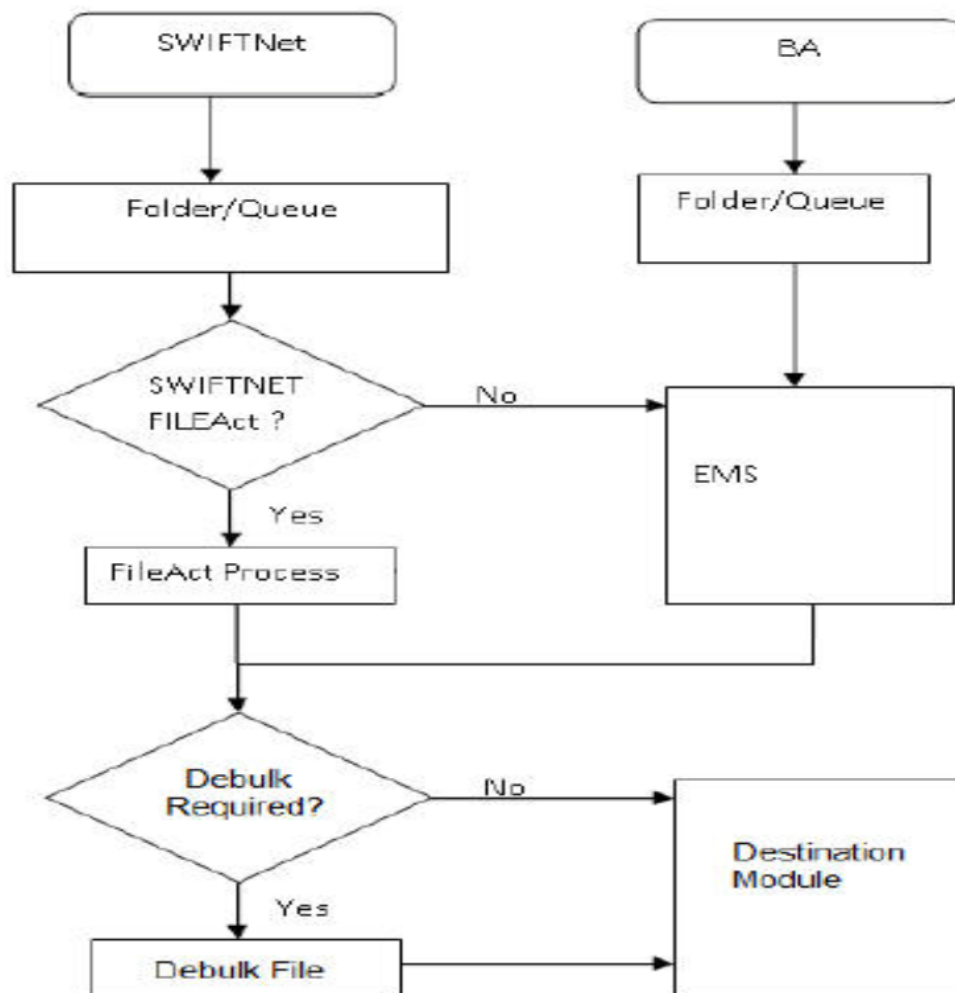 SWIFTNet
BA
Folder/Queue
Folder/Queue
SWIFTNET
FILEAct ?
No
EMS
Yes
FileAct Process
Debulk
Required?
No
Destination
Module
Yes
Debulk File